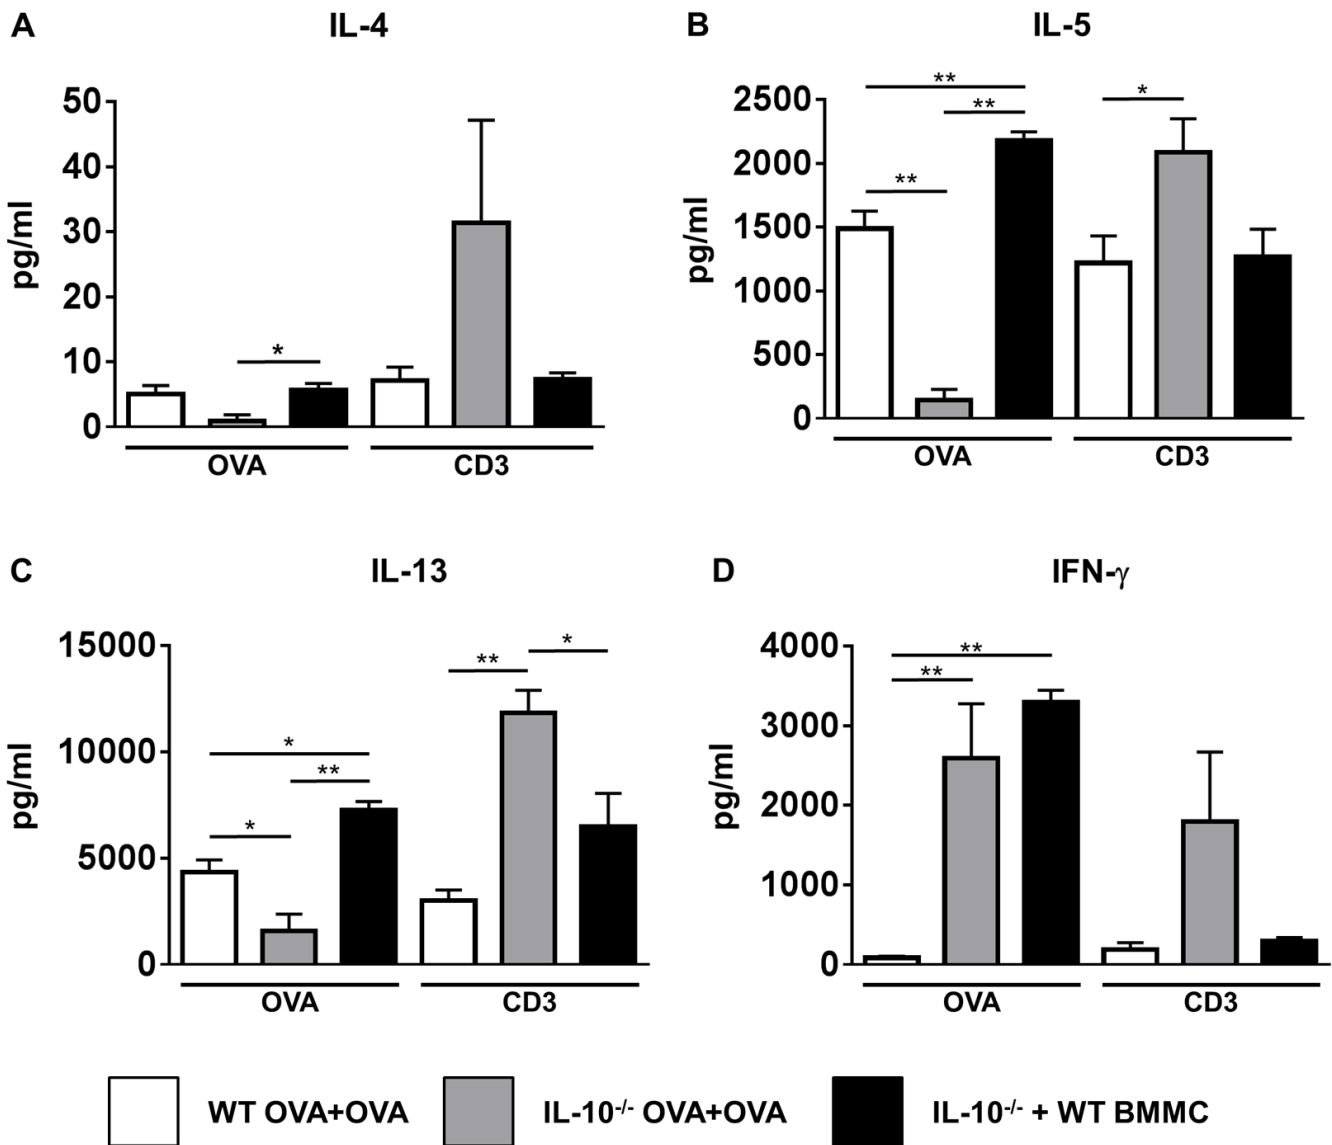 A
IL-4
pg/ml
50
40
30
20
10
0
*
OVA
CD3
B
IL-5
pg/ml
2500
2000
1500
1000
500
0
**
**
**
*
OVA
CD3
C
IL-13
pg/ml
15000
10000
5000
0
*
**
*
**
*
OVA
CD3
D
IFN-γ
pg/ml
4000
3000
2000
1000
0
**
**
OVA
CD3
WT OVA+OVA
IL-10-/- OVA+OVA
IL-10-/- + WT BMMC